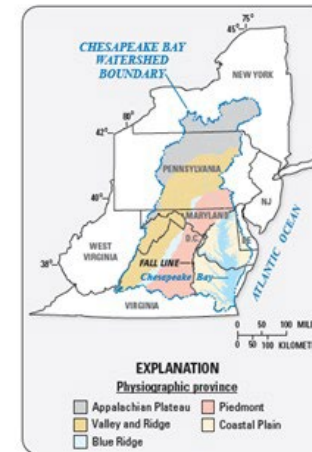 75°
45°
CHESAPEAKE BAY
WATERSHED
BOUNDARY
NEW YORK
80°
42°
PENNSYLVANIA
40°
NJ
MARYLAND
D.C.
DE
WEST
VIRGINIA
FALL LINE
38°
Chesapeake Bay
ATLANTIC OCEAN
VIRGINIA
0 50 100
0 50 100
EXPLANATION
Physiographic province
Appalachian Plateau
Piedmont
Valley and Ridge
Coastal Plain
Blue Ridge